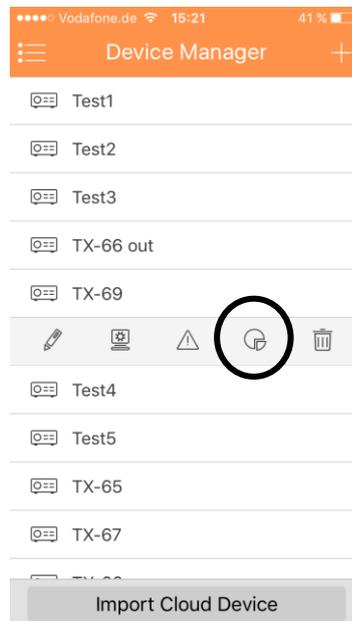 Vodafone.de 15:21 41 %
Device Manager
Test1
Test2
Test3
TX-66 out
TX-69
Test4
Test5
TX-65
TX-67
Import Cloud Device